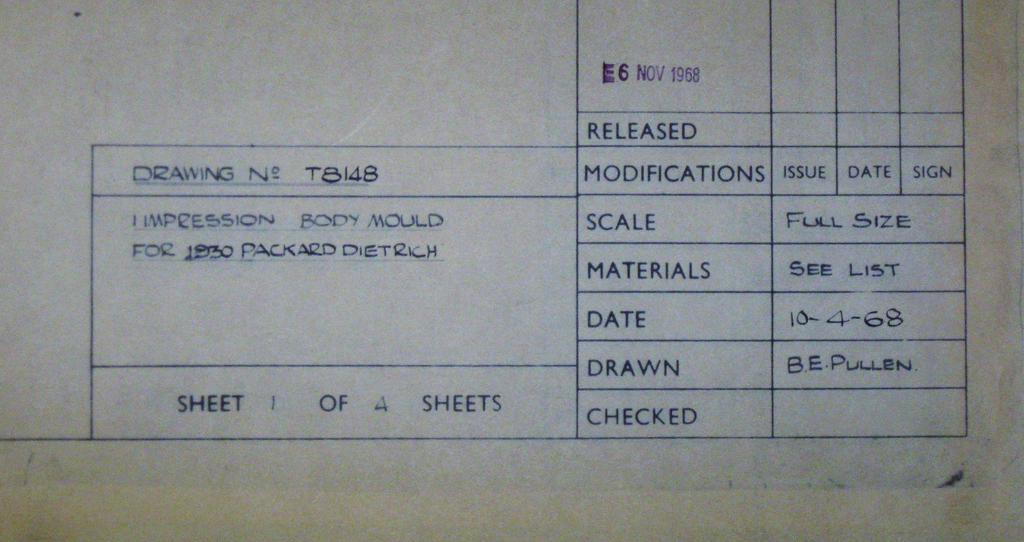 DRAWING Nº T8148
1 IMPRESSION BODY MOULD
FOR 1930 PACKARD DIETRICH
SHEET 1 OF 4 SHEETS
6 NOV 1968
RELEASED
MODIFICATIONS ISSUE DATE SIGN
SCALE FULL SIZE
MATERIALS SEE LIST
DATE 10-4-68
DRAWN B.E.PULLEN.
CHECKED